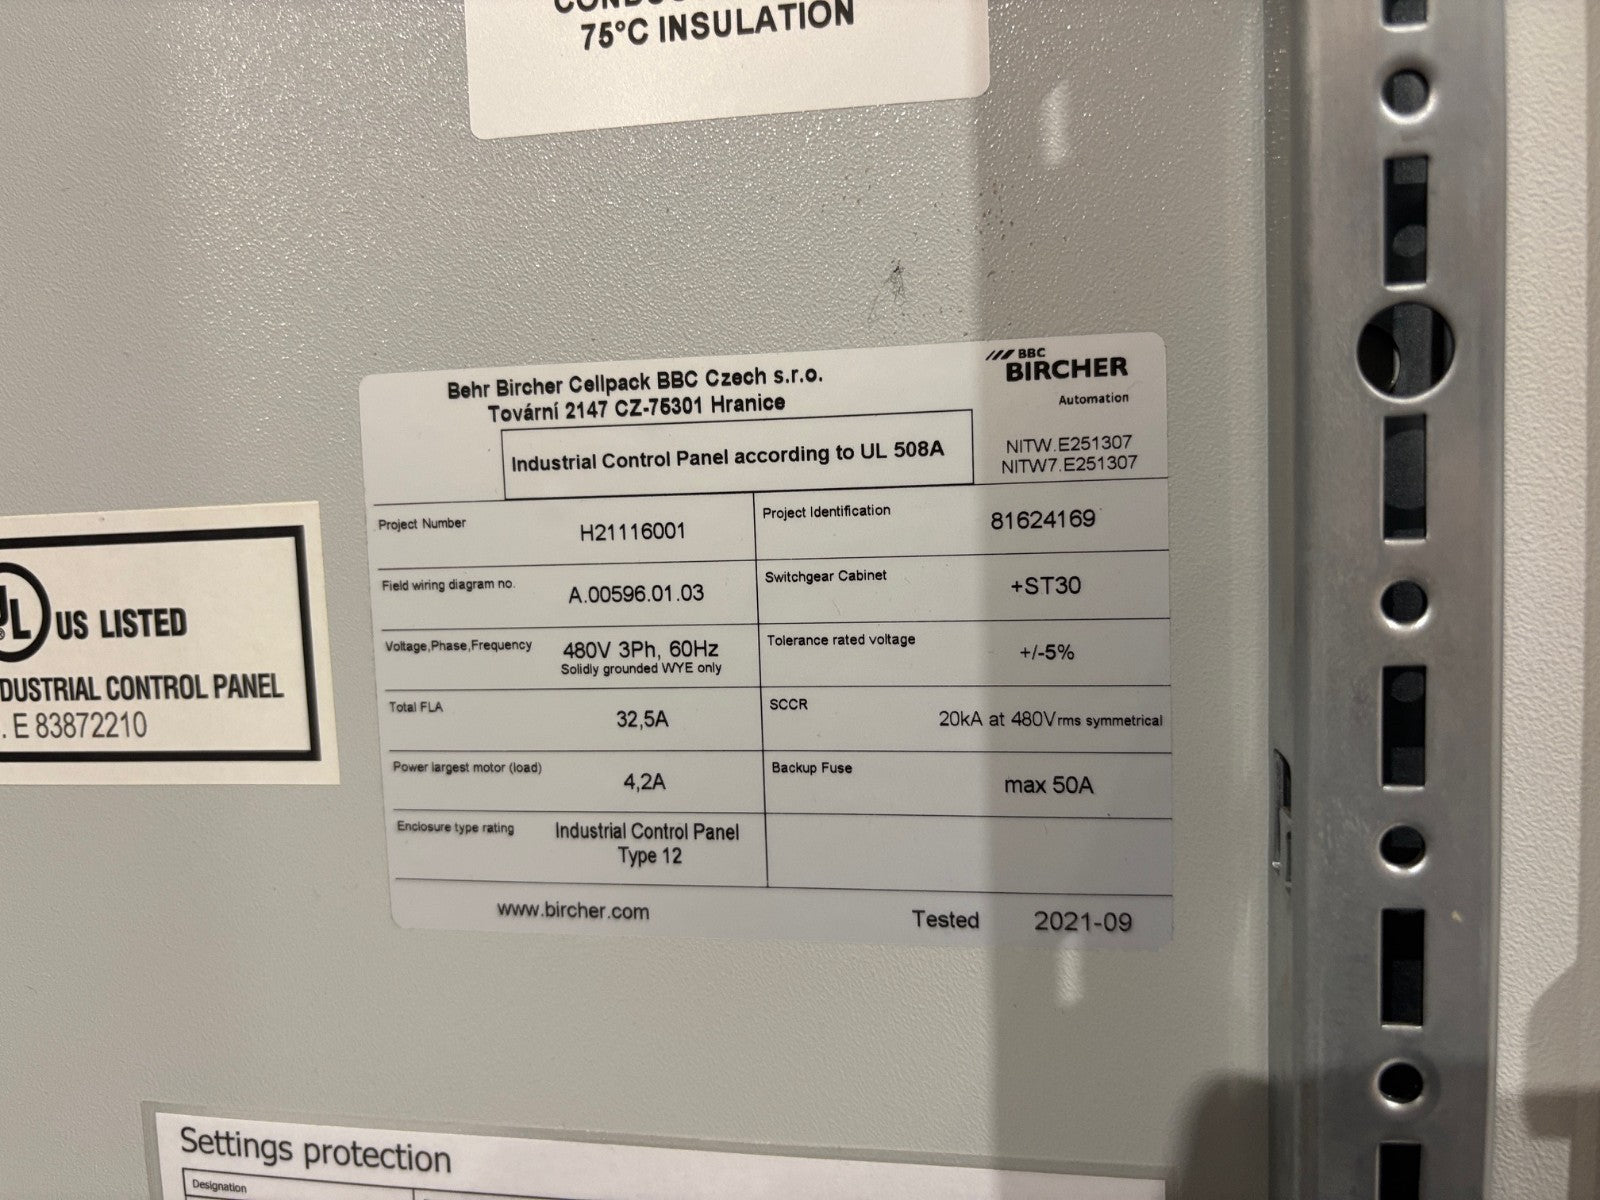 75°C INSULATION
Behr Bircher Cellpack BBC Czech s.r.o.
Tovární 2147 CZ-75301 Hranice
BBC
BIRCHER
Automation
Industrial Control Panel according to UL 508A
NITW.E251307
NITW7.E251307
Project Number H21116001
Project Identification 81624169
Field wiring diagram no. A.00596.01.03
Switchgear Cabinet +ST30
Voltage,Phase,Frequency 480V 3Ph, 60Hz
Solidly grounded WYE only
Tolerance rated voltage +/-5%
Total FLA 32,5A
SCCR 20kA at 480Vrms symmetrical
Power largest motor (load) 4,2A
Backup Fuse max 50A
Enclosure type rating Industrial Control Panel
Type 12
www.bircher.com Tested 2021-09
UL US LISTED
DUSTRIAL CONTROL PANEL
. E 83872210
Settings protection
Designation